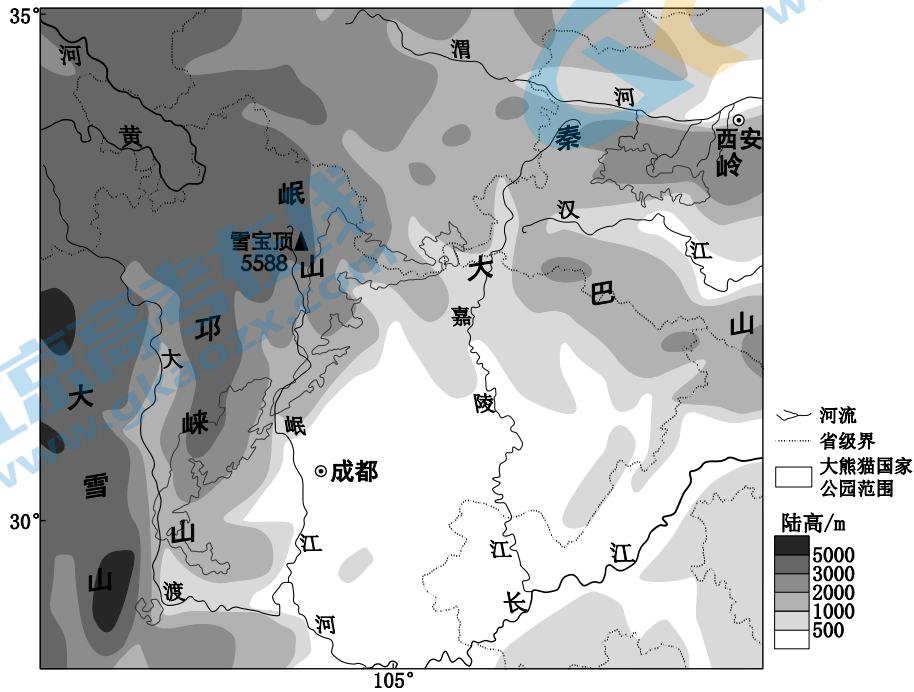 35°
河
渭
河
黄
秦
西安
岭
岷
汉
雪宝顶
5588
山
江
大
巴
邛
嘉
山
大
大
陵
崃
岷
河流
省级界
成都
大熊猫国家
公园范围
雪
30°
山
江
江
江
陆高/m
5000
3000
2000
1000
500
山
渡
长
河
105°
www.gkaozx.com